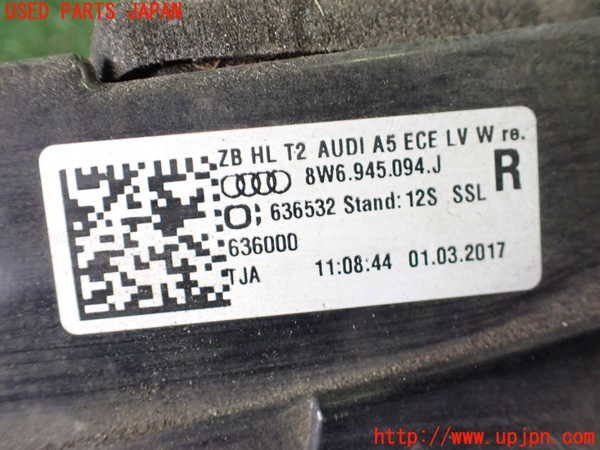 USED PARTS JAPAN
ZB HL T2 AUDI A5 ECE LV W re.
8W6.945.094.J
R
636532 Stand: 12S SSL
636000
TJA 11:08:44 01.03.2017
http://www.upjpn.com